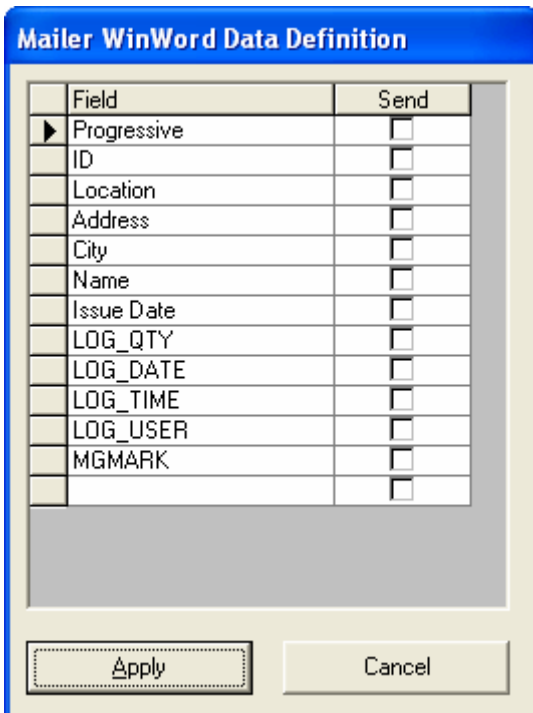 Mailer WinWord Data Definition
Field Send
Progressive
ID
Location
Address
City
Name
Issue Date
LOG_QTY
LOG_DATE
LOG_TIME
LOG_USER
MGMARK
Apply Cancel